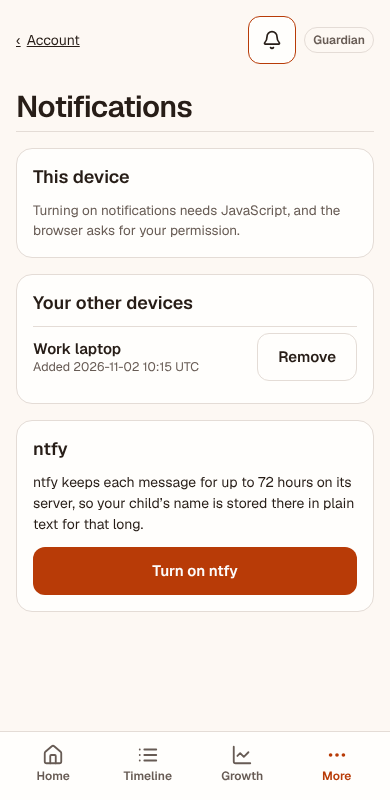 ‹ Account
Guardian
Notifications
This device
Turning on notifications needs JavaScript, and the
browser asks for your permission.
Your other devices
Work laptop
Added 2026-11-02 10:15 UTC
Remove
ntfy
ntfy keeps each message for up to 72 hours on its
server, so your child’s name is stored there in plain
text for that long.
Turn on ntfy
Home
Timeline
Growth
More